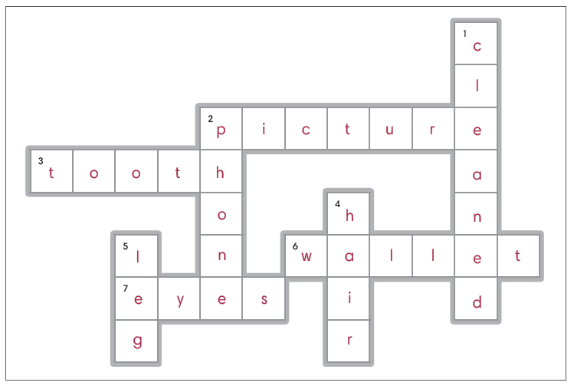 1 c
l
2 p i c t u r e
3 t o o t h a
o 4 h n
5 l n 6 w a l l e t
7 e y e s i d
g r